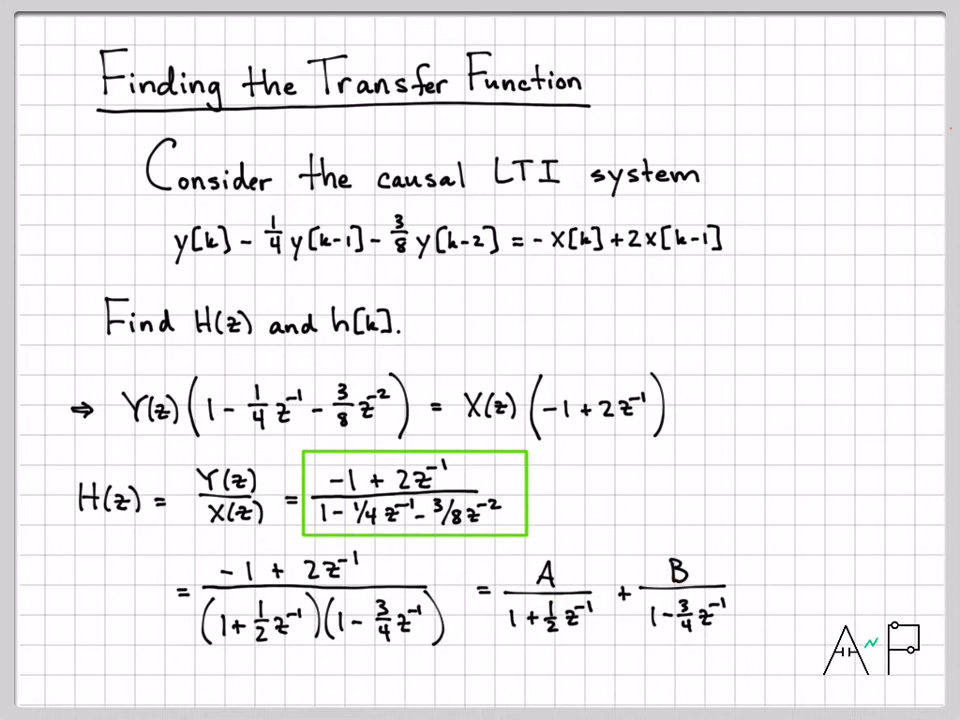 Finding the Transfer Function
Consider the causal LTI system
y[k] - 1/4 y[k-1] - 3/8 y[k-2] = - x[k] + 2x[k-1]
Find H(z) and h[k].
⇒ Y(z)(1 - 1/4 z⁻¹ - 3/8 z⁻²) = X(z)(-1 + 2z⁻¹)
H(z) = Y(z)/X(z) = (-1 + 2z⁻¹)/(1 - 1/4 z⁻¹ - 3/8 z⁻²)
= (-1 + 2z⁻¹)/((1 + 1/2 z⁻¹)(1 - 3/4 z⁻¹)) = A/(1 + 1/2 z⁻¹) + B/(1 - 3/4 z⁻¹)
A~P